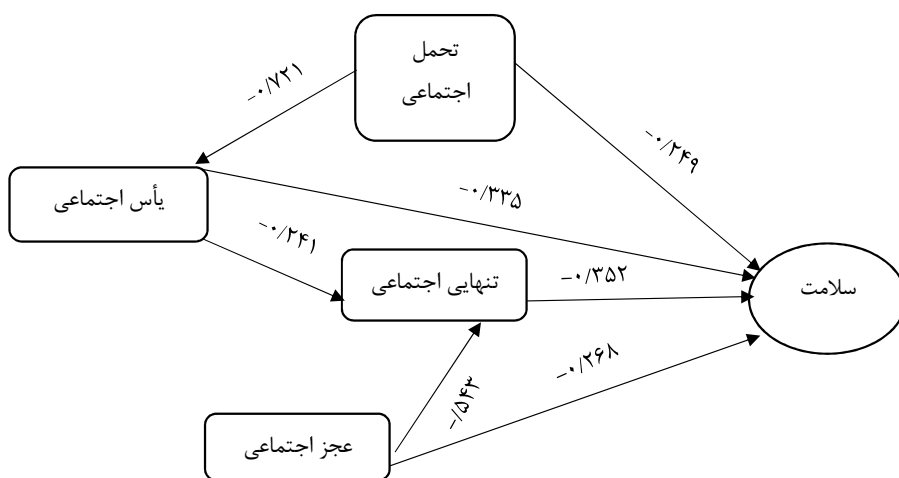 تحمل
اجتماعی
-۰/۷۲۱
-۰/۲۴۹
یأس اجتماعی
-۰/۳۳۵
-۰/۲۴۱
تنهایی اجتماعی
-۰/۳۵۲
سلامت
-۰/۲۶۸
-/۵۴۳
عجز اجتماعی